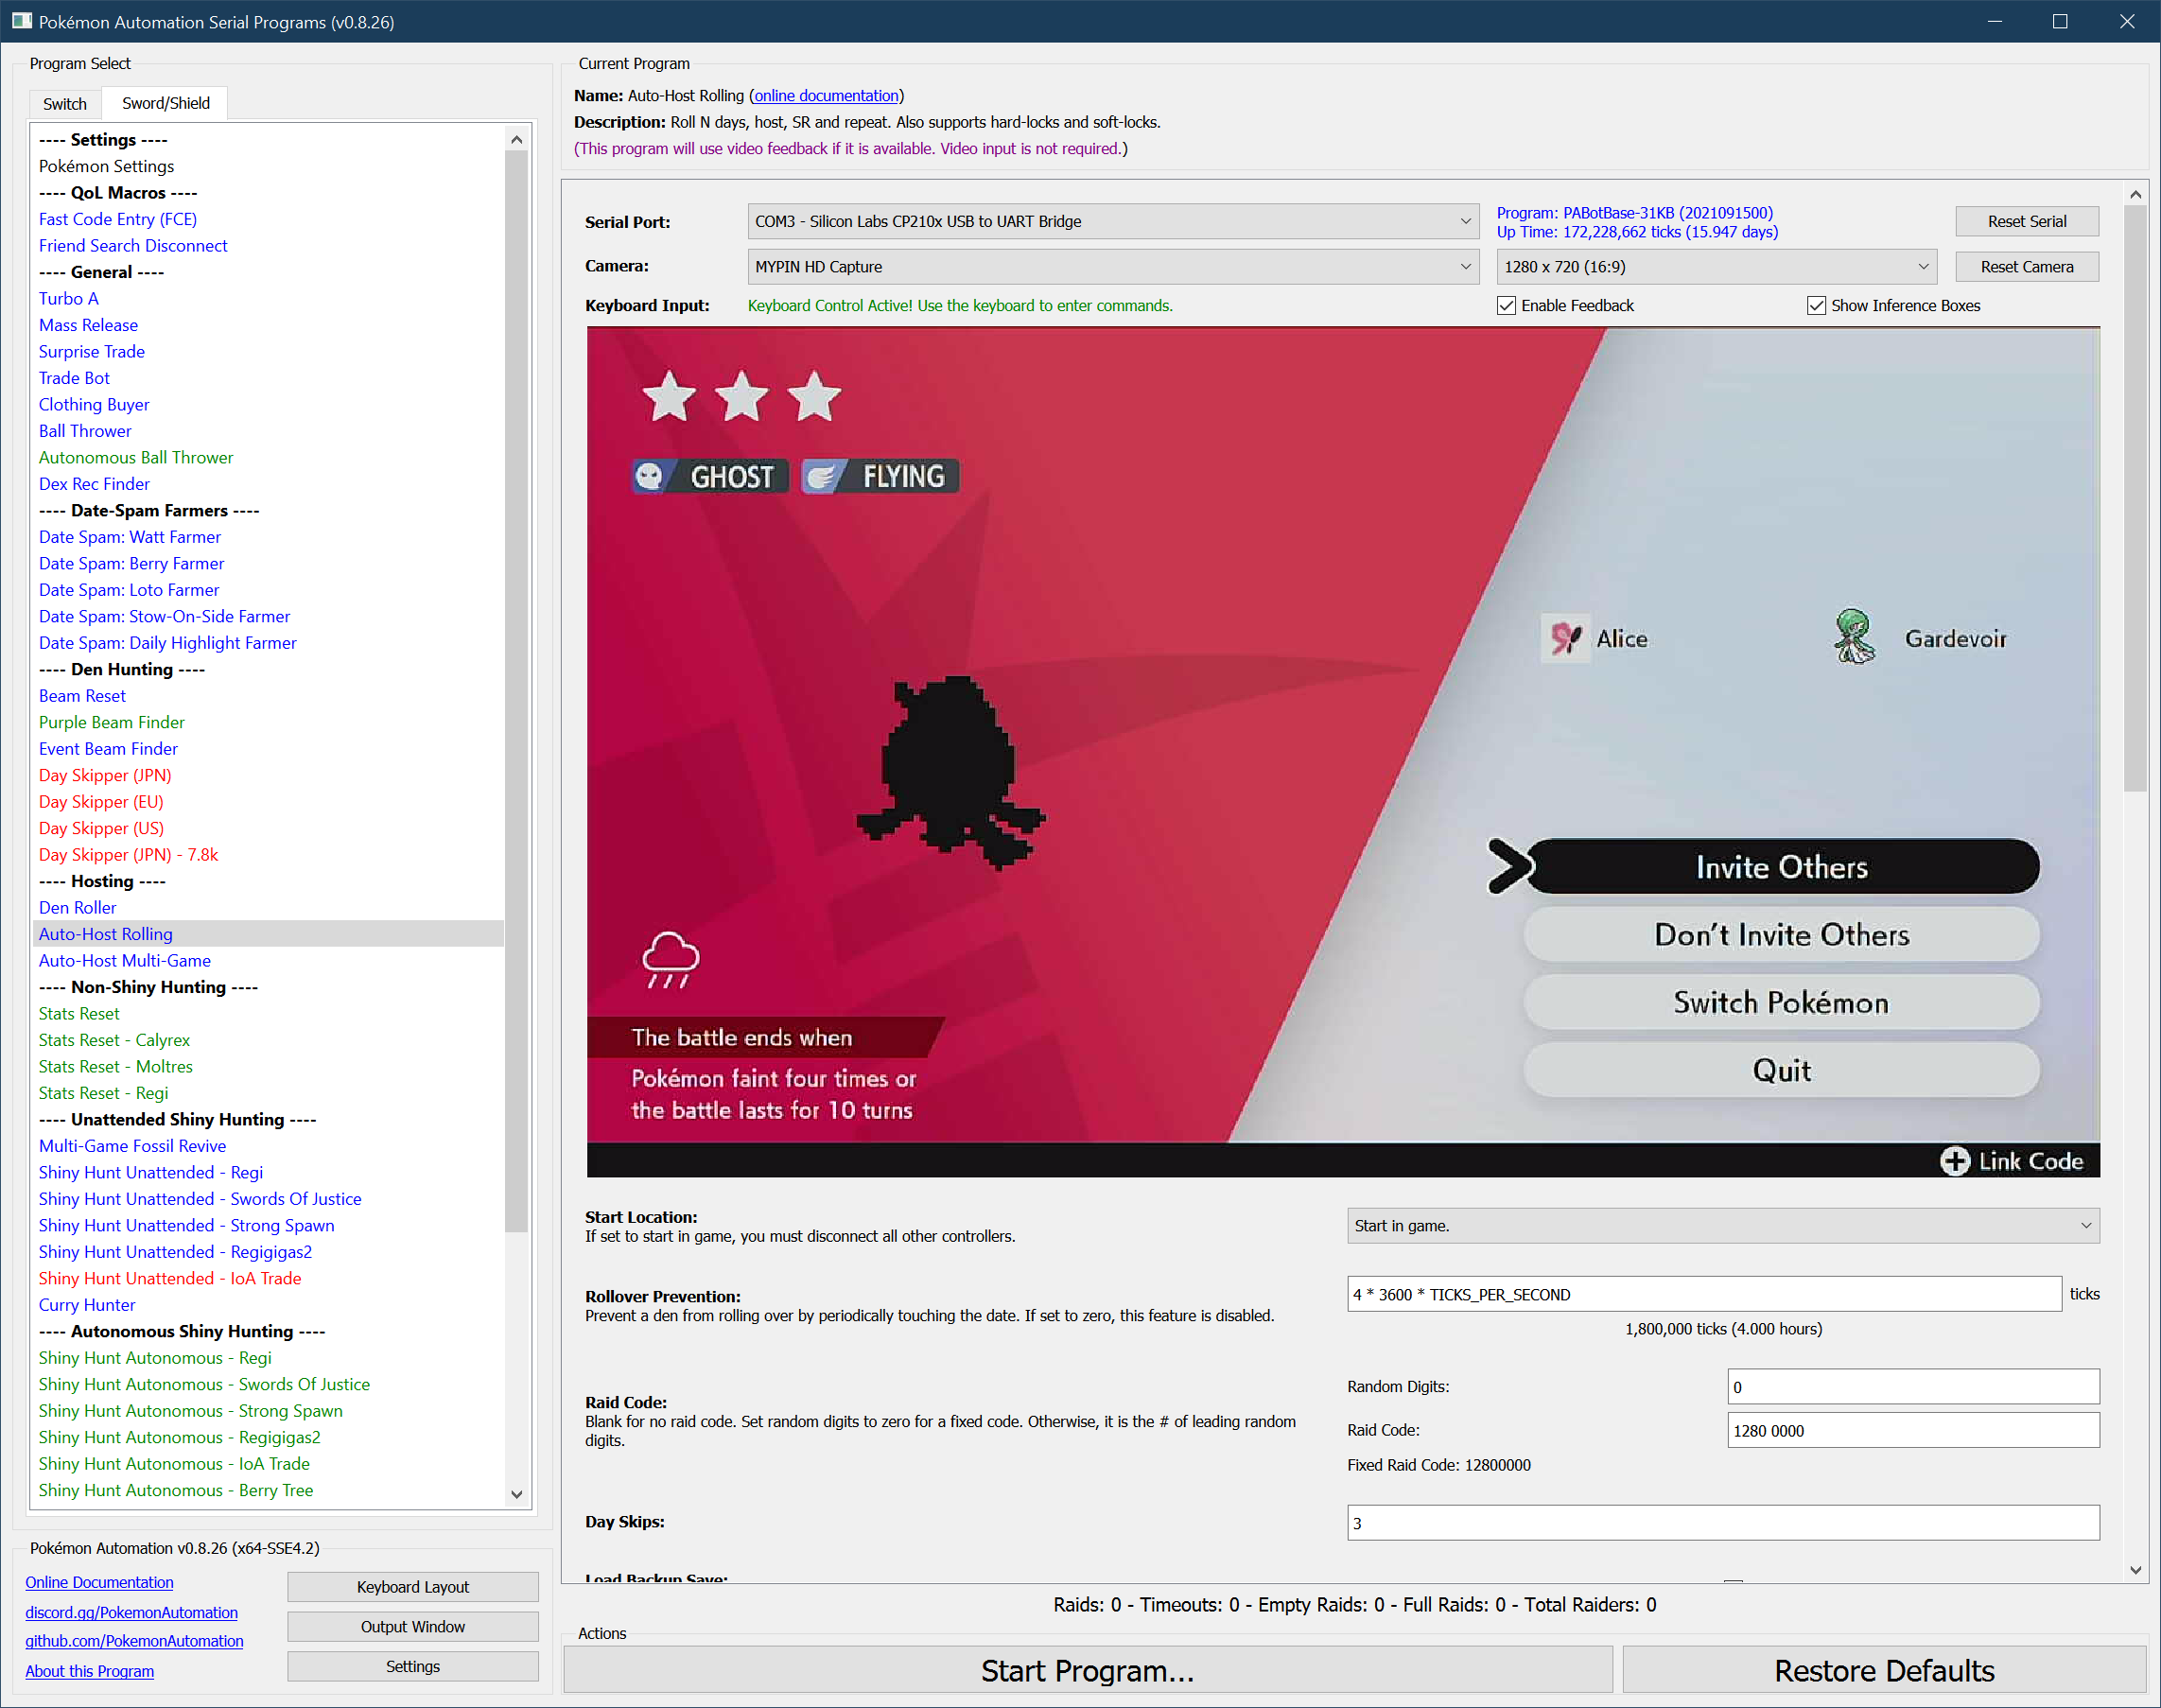 Pokémon Automation Serial Programs (v0.8.26)
Program Select
Switch
Sword/Shield
---- Settings ----
Pokémon Settings
---- QoL Macros ----
Fast Code Entry (FCE)
Friend Search Disconnect
---- General ----
Turbo A
Mass Release
Surprise Trade
Trade Bot
Clothing Buyer
Ball Thrower
Autonomous Ball Thrower
Dex Rec Finder
---- Date-Spam Farmers ----
Date Spam: Watt Farmer
Date Spam: Berry Farmer
Date Spam: Loto Farmer
Date Spam: Stow-On-Side Farmer
Date Spam: Daily Highlight Farmer
---- Den Hunting ----
Beam Reset
Purple Beam Finder
Event Beam Finder
Day Skipper (JPN)
Day Skipper (EU)
Day Skipper (US)
Day Skipper (JPN) - 7.8k
---- Hosting ----
Den Roller
Auto-Host Rolling
Auto-Host Multi-Game
---- Non-Shiny Hunting ----
Stats Reset
Stats Reset - Calyrex
Stats Reset - Moltres
Stats Reset - Regi
---- Unattended Shiny Hunting ----
Multi-Game Fossil Revive
Shiny Hunt Unattended - Regi
Shiny Hunt Unattended - Swords Of Justice
Shiny Hunt Unattended - Strong Spawn
Shiny Hunt Unattended - Regigigas2
Shiny Hunt Unattended - IoA Trade
Curry Hunter
---- Autonomous Shiny Hunting ----
Shiny Hunt Autonomous - Regi
Shiny Hunt Autonomous - Swords Of Justice
Shiny Hunt Autonomous - Strong Spawn
Shiny Hunt Autonomous - Regigigas2
Shiny Hunt Autonomous - IoA Trade
Shiny Hunt Autonomous - Berry Tree
Pokémon Automation v0.8.26 (x64-SSE4.2)
Online Documentation
discord.gg/PokemonAutomation
github.com/PokemonAutomation
About this Program
Keyboard Layout
Output Window
Settings
Current Program
Name: Auto-Host Rolling (online documentation)
Description: Roll N days, host, SR and repeat. Also supports hard-locks and soft-locks.
(This program will use video feedback if it is available. Video input is not required.)
Serial Port:
COM3 - Silicon Labs CP210x USB to UART Bridge
Program: PABotBase-31KB (2021091500)
Up Time: 172,228,662 ticks (15.947 days)
Reset Serial
Camera:
MYPIN HD Capture
1280 x 720 (16:9)
Reset Camera
Keyboard Input:
Keyboard Control Active! Use the keyboard to enter commands.
Enable Feedback
Show Inference Boxes
GHOST
FLYING
Alice
Gardevoir
Invite Others
Don't Invite Others
Switch Pokémon
Quit
The battle ends when
Pokémon faint four times or
the battle lasts for 10 turns
Link Code
Start Location:
If set to start in game, you must disconnect all other controllers.
Start in game.
Rollover Prevention:
Prevent a den from rolling over by periodically touching the date. If set to zero, this feature is disabled.
4 * 3600 * TICKS_PER_SECOND
ticks
1,800,000 ticks (4.000 hours)
Raid Code:
Blank for no raid code. Set random digits to zero for a fixed code. Otherwise, it is the # of leading random
digits.
Random Digits:
0
Raid Code:
1280 0000
Fixed Raid Code: 12800000
Day Skips:
3
Load Backup Save:
Raids: 0 - Timeouts: 0 - Empty Raids: 0 - Full Raids: 0 - Total Raiders: 0
Actions
Start Program...
Restore Defaults